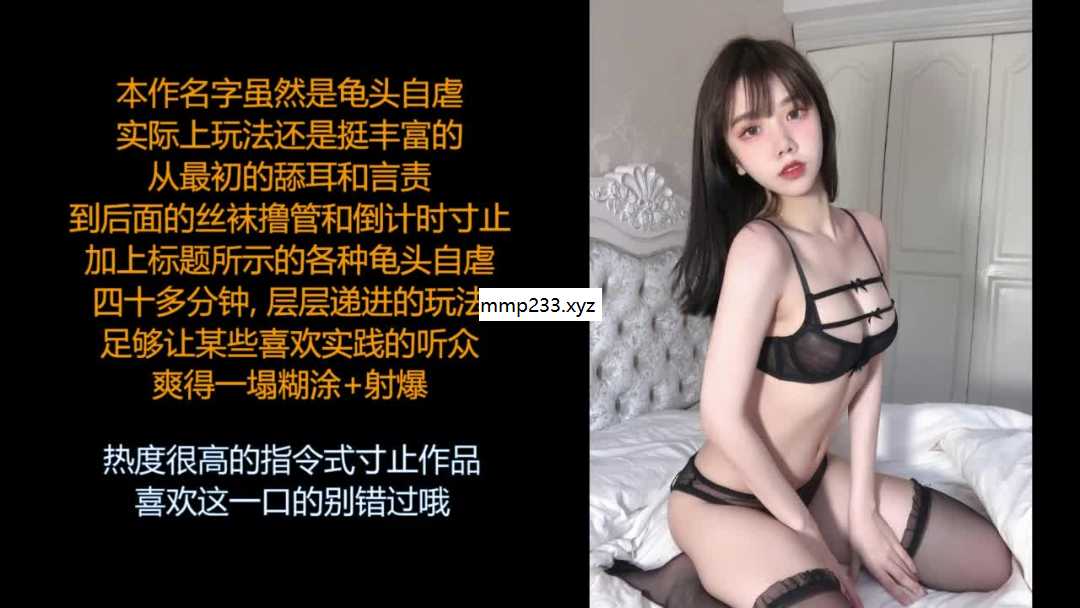 本作名字虽然是龟头自虐
实际上玩法还是挺丰富的
从最初的舔耳和言责
到后面的丝袜撸管和倒计时寸止
加上标题所示的各种龟头自虐
四十多分钟,层层递进的玩法
mmp233.xyz
足够让某些喜欢实践的听众
爽得一塌糊涂+射爆
热度很高的指令式寸止作品
喜欢这一口的别错过哦